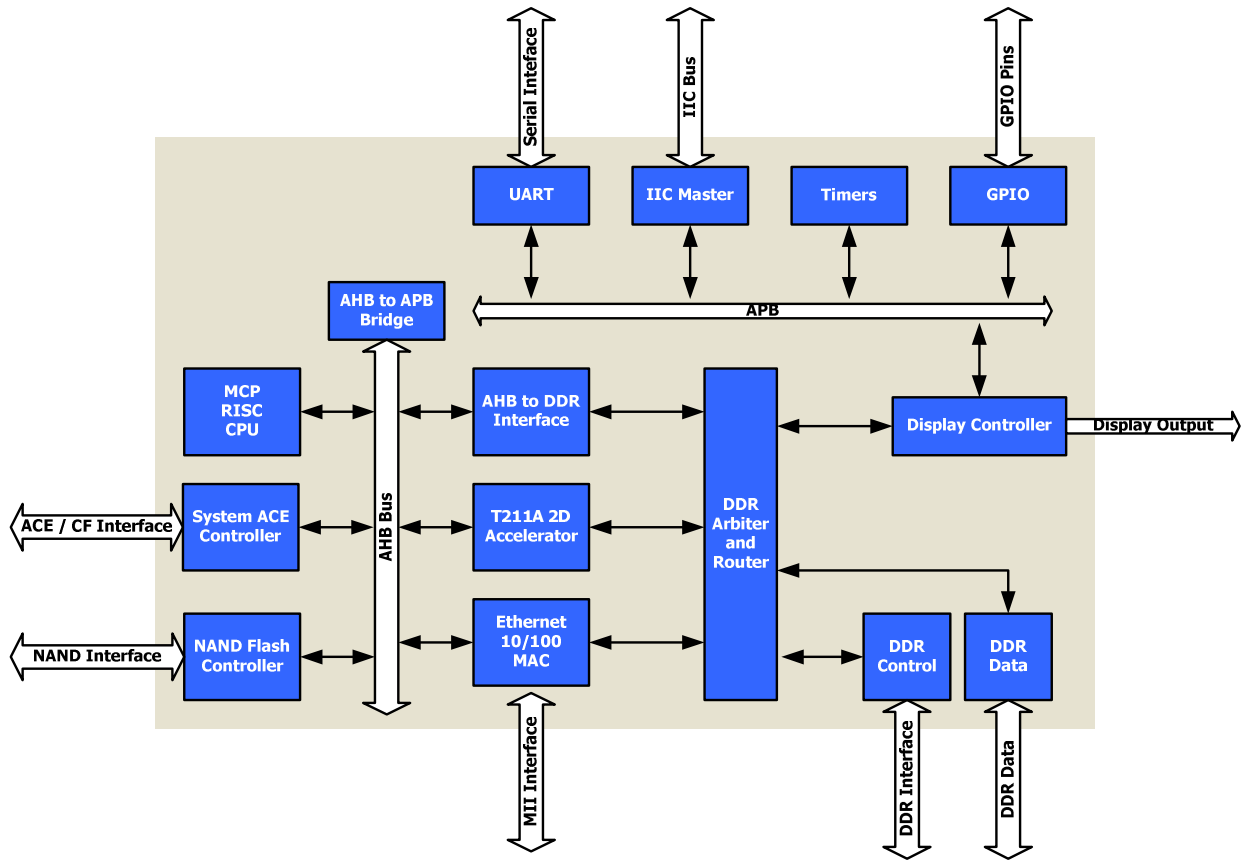 Serial Inteface
IIC Bus
GPIO Pins
UART
IIC Master
Timers
GPIO
AHB to APB
Bridge
APB
MCP
RISC
CPU
AHB to DDR
Interface
Display Controller
Display Output
ACE / CF Interface
System ACE
Controller
AHB Bus
T211A 2D
Accelerator
DDR
Arbiter
and
Router
NAND Interface
NAND Flash
Controller
Ethernet
10/100
MAC
DDR
Control
DDR
Data
MII Interface
DDR Interface
DDR Data